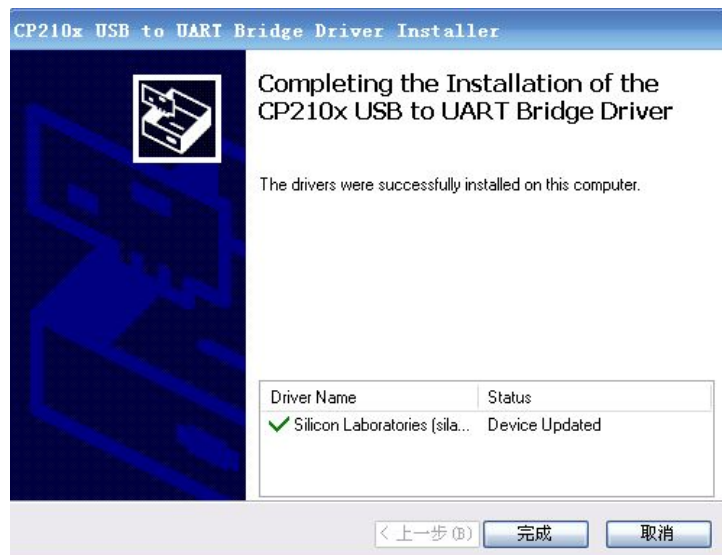 CP210x USB to UART Bridge Driver Installer
Completing the Installation of the
CP210x USB to UART Bridge Driver
The drivers were successfully installed on this computer.
Driver Name Status
Silicon Laboratories (sila... Device Updated
< 上一步(B) 完成 取消